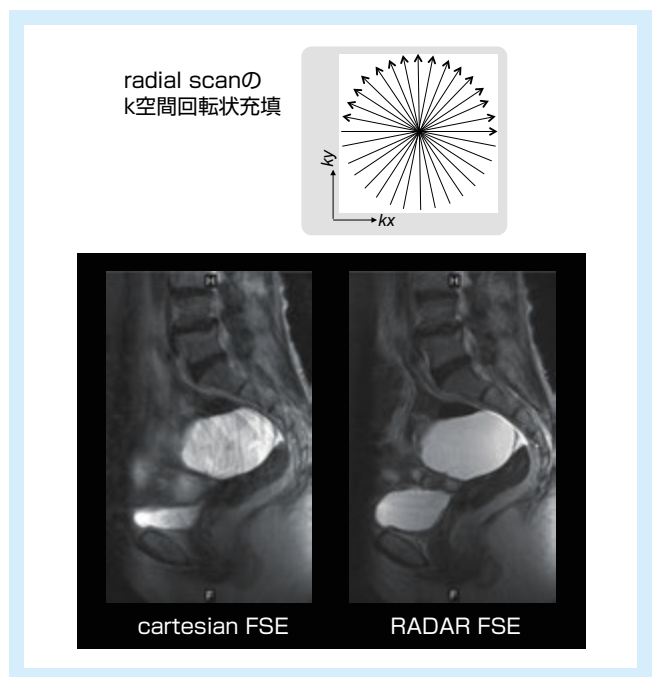 radial scanの
k空間回転状充填
ky
kx
H
H
F
F
cartesian FSE
RADAR FSE